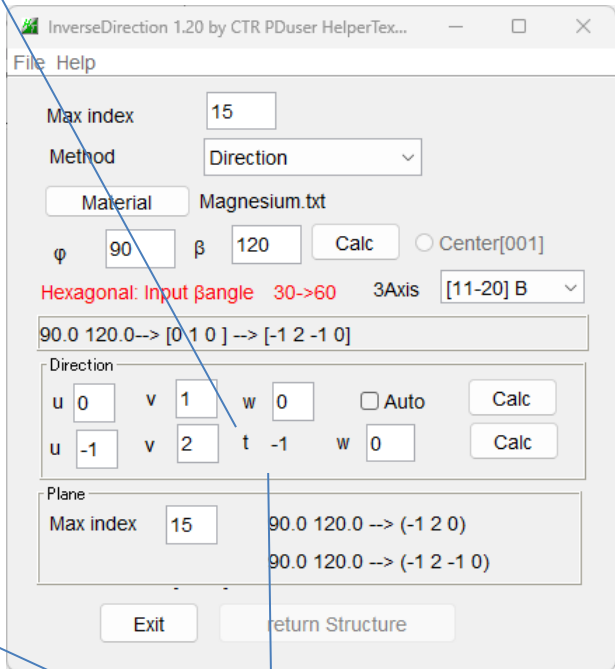 InverseDirection 1.20 by CTR PDuser HelperTex...
File Help
Max index 15
Method Direction
Material Magnesium.txt
φ 90 β 120 Calc Center[001]
Hexagonal: Input βangle 30->60 3Axis [11-20] B
90.0 120.0--> [0 1 0 ] --> [-1 2 -1 0]
Direction
u 0 v 1 w 0 Auto Calc
u -1 v 2 t -1 w 0 Calc
Plane
Max index 15 90.0 120.0 --> (-1 2 0)
90.0 120.0 --> (-1 2 -1 0)
Exit return Structure